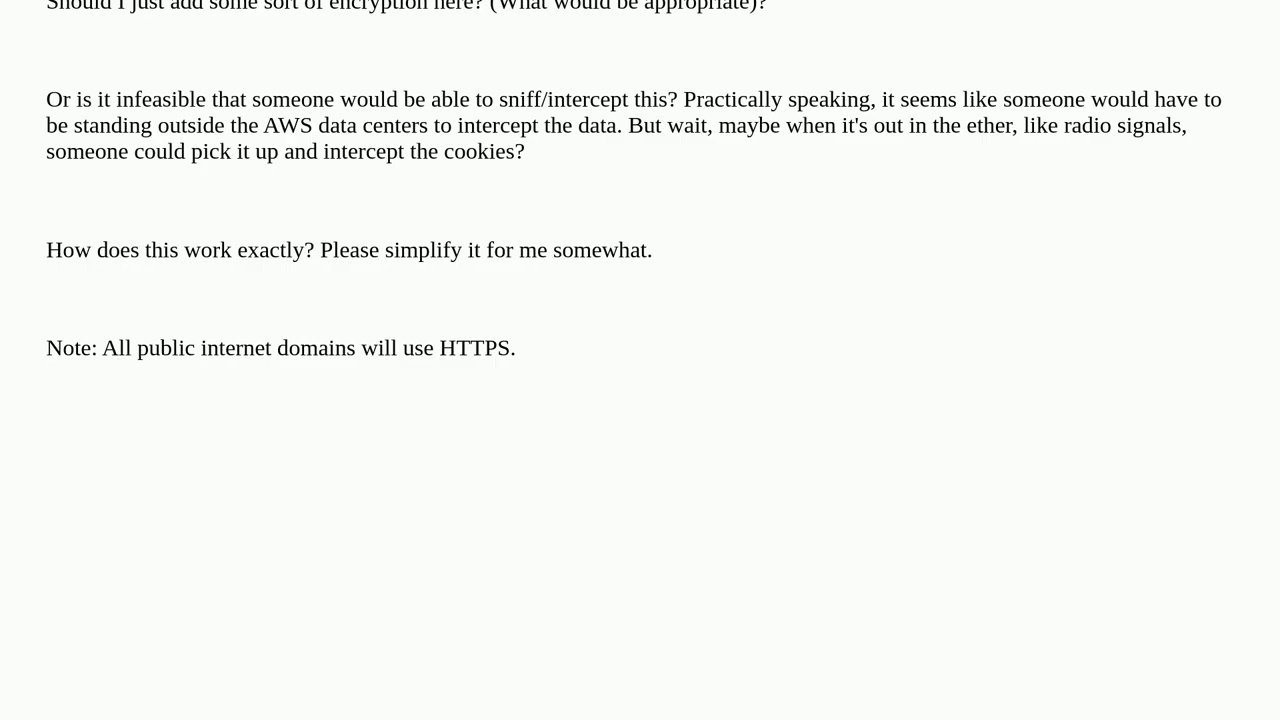 Should I just add some sort of encryption here? (What would be appropriate)?
Or is it infeasible that someone would be able to sniff/intercept this? Practically speaking, it seems like someone would have to
be standing outside the AWS data centers to intercept the data. But wait, maybe when it's out in the ether, like radio signals,
someone could pick it up and intercept the cookies?
How does this work exactly? Please simplify it for me somewhat.
Note: All public internet domains will use HTTPS.